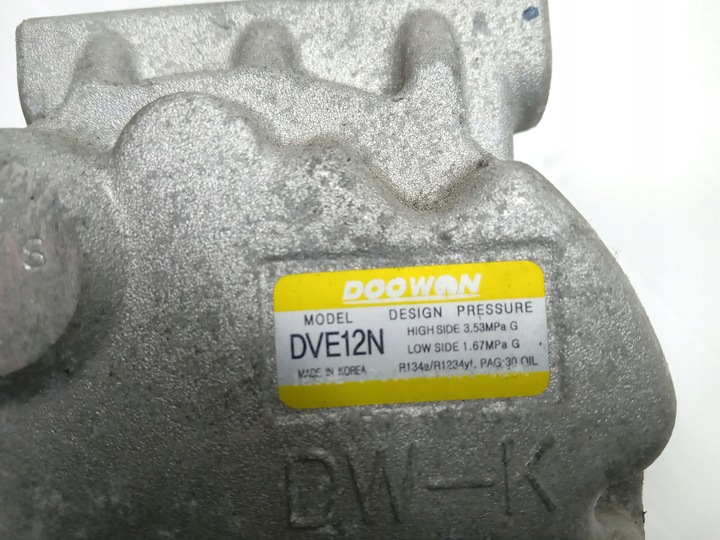 S
DOOWON
MODEL
DVE12N
MADE IN KOREA
DESIGN PRESSURE
HIGH SIDE 3.53MPa G
LOW SIDE 1.67MPa G
R134a/R1234yf, PAG-30 OIL
DW-K